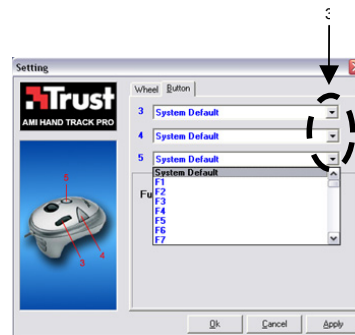 3
Setting
Trust
AMI HAND TRACK PRO
Wheel Button
3 System Default
4 System Default
5 System Default
System Default
F1
F2
F3
F4
F5
F6
F7
Fu
5
3
4
Ok Cancel Apply